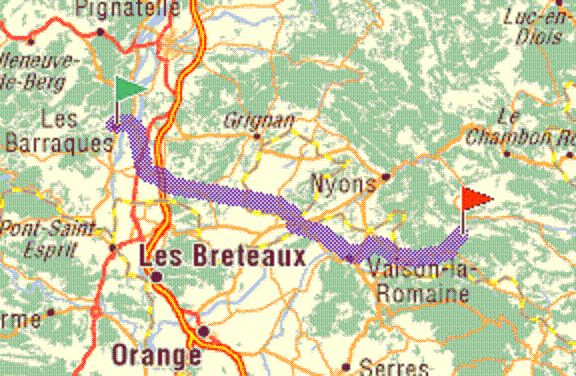 Pignatelle
Luc-en-
Diois
lleneuve-
de-Berg
Les
Barraques
Grignan
Le
Chambon Ro
Nyons
Pont-Saint
Esprit
Les Breteaux
Vaison-la-
Romaine
rme
Orange
Serres